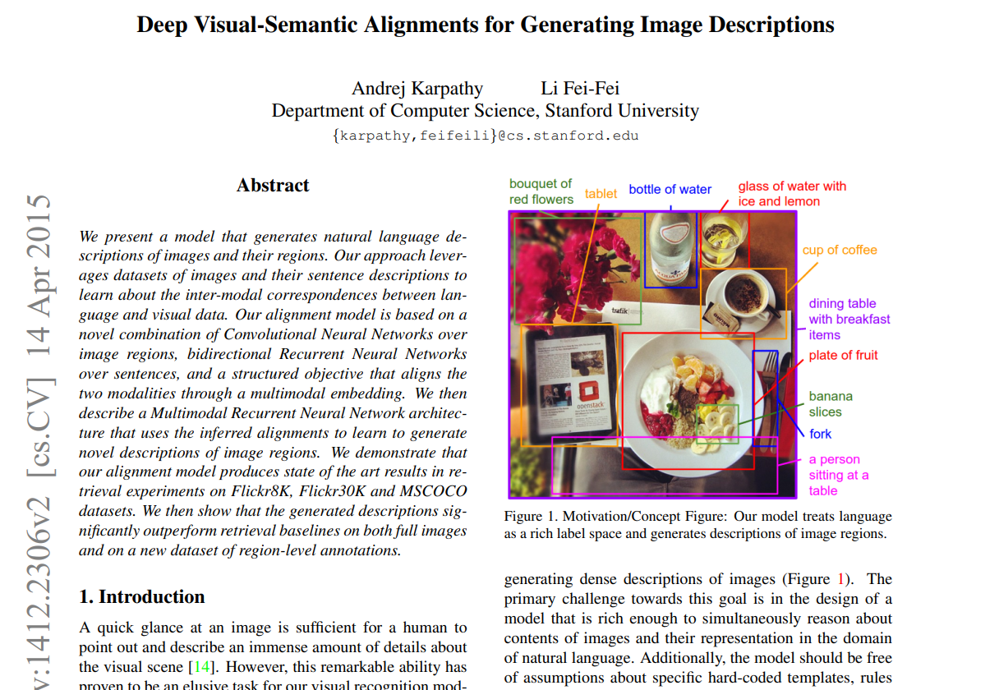 Deep Visual-Semantic Alignments for Generating Image Descriptions
Andrej Karpathy Li Fei-Fei
Department of Computer Science, Stanford University
{karpathy,feifeili}@cs.stanford.edu
v:1412.2306v2 [cs.CV] 14 Apr 2015
Abstract
We present a model that generates natural language de-
scriptions of images and their regions. Our approach lever-
ages datasets of images and their sentence descriptions to
learn about the inter-modal correspondences between lan-
guage and visual data. Our alignment model is based on a
novel combination of Convolutional Neural Networks over
image regions, bidirectional Recurrent Neural Networks
over sentences, and a structured objective that aligns the
two modalities through a multimodal embedding. We then
describe a Multimodal Recurrent Neural Network architec-
ture that uses the inferred alignments to learn to generate
novel descriptions of image regions. We demonstrate that
our alignment model produces state of the art results in re-
trieval experiments on Flickr8K, Flickr30K and MSCOCO
datasets. We then show that the generated descriptions sig-
nificantly outperform retrieval baselines on both full images
and on a new dataset of region-level annotations.
1. Introduction
A quick glance at an image is sufficient for a human to
point out and describe an immense amount of details about
the visual scene [14]. However, this remarkable ability has
proven to be an elusive task for our visual recognition mod-
bouquet of
red flowers
tablet
bottle of water
glass of water with
ice and lemon
cup of coffee
dining table
with breakfast
items
plate of fruit
banana
slices
fork
a person
sitting at a
table
trafik
openstack
Figure 1. Motivation/Concept Figure: Our model treats language
as a rich label space and generates descriptions of image regions.
generating dense descriptions of images (Figure 1). The
primary challenge towards this goal is in the design of a
model that is rich enough to simultaneously reason about
contents of images and their representation in the domain
of natural language. Additionally, the model should be free
of assumptions about specific hard-coded templates, rules